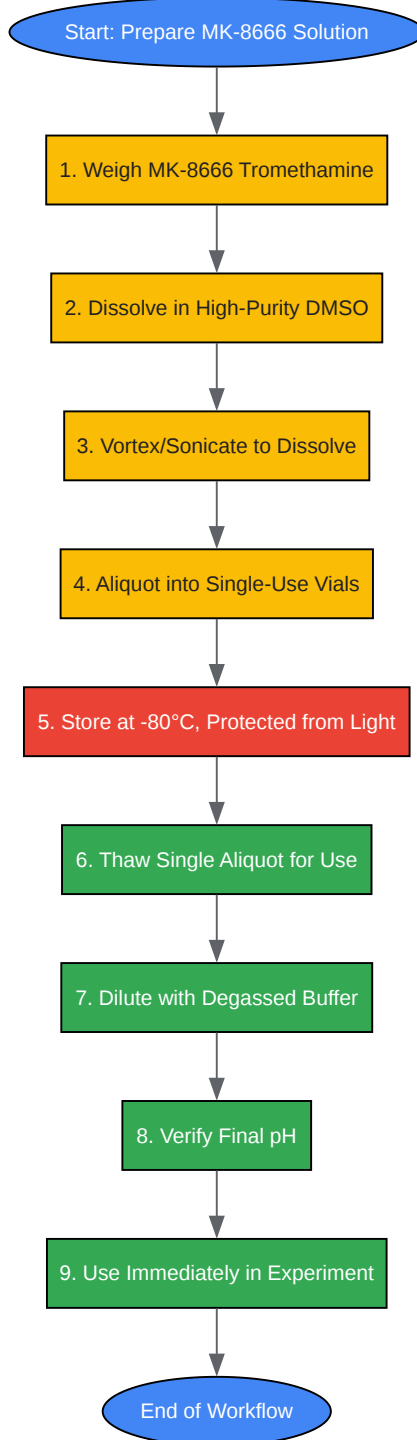 Start: Prepare MK-8666 Solution
1. Weigh MK-8666 Tromethamine
2. Dissolve in High-Purity DMSO
3. Vortex/Sonicate to Dissolve
4. Aliquot into Single-Use Vials
5. Store at -80°C, Protected from Light
6. Thaw Single Aliquot for Use
7. Dilute with Degassed Buffer
8. Verify Final pH
9. Use Immediately in Experiment
End of Workflow